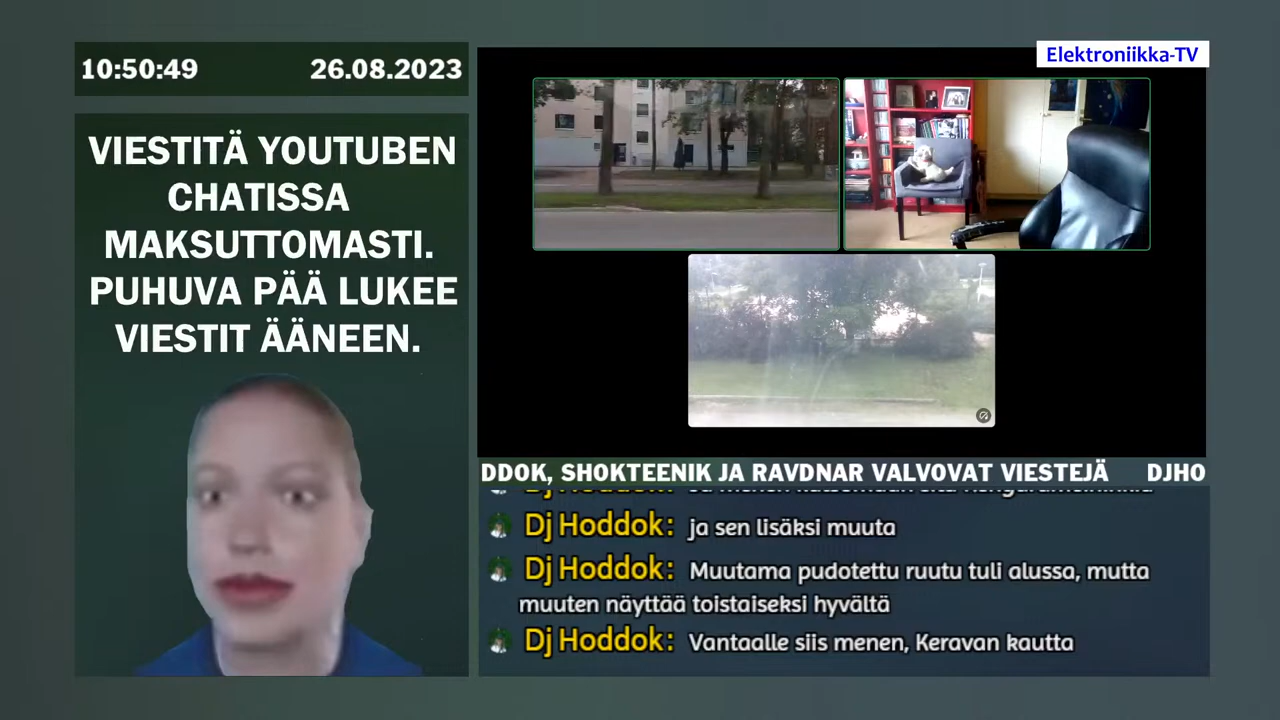 10:50:49 26.08.2023
Elektroniikka-TV
VIESTITÄ YOUTUBEN
CHATISSA
MAKSUTTOMASTI.
PUHUVA PÄÄ LUKEE
VIESTIT ÄÄNEEN.
DDOK, SHOKTEENIK JA RAVDNAR VALVOVAT VIESTEJÄ DJHO
Dj Hoddok:
Dj Hoddok: ja sen lisäksi muuta
Dj Hoddok: Muutama pudotettu ruutu tuli alussa, mutta
muuten näyttää toistaiseksi hyvältä
Dj Hoddok: Vantaalle siis menen, Keravan kautta